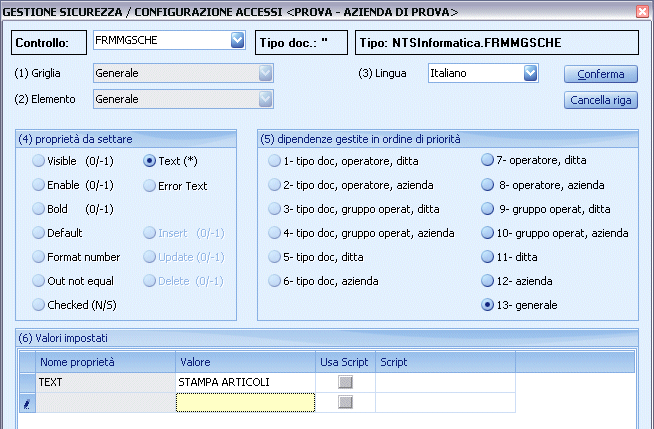 GESTIONE SICUREZZA / CONFIGURAZIONE ACCESSI <PROVA - AZIENDA DI PROVA>
Controllo: FRMMGSCHE Tipo doc.: '' Tipo: NTSInformatica.FRMMGSCHE
(1) Griglia Generale (3) Lingua Italiano Conferma
(2) Elemento Generale Cancella riga
(4) proprietà da settare
Visible (0/-1) Text (*)
Enable (0/-1) Error Text
Bold (0/-1)
Default Insert (0/-1)
Format number Update (0/-1)
Out not equal Delete (0/-1)
Checked (N/S)
(5) dipendenze gestite in ordine di priorità
1- tipo doc, operatore, ditta 7- operatore, ditta
2- tipo doc, operatore, azienda 8- operatore, azienda
3- tipo doc, gruppo operat, ditta 9- gruppo operat, ditta
4- tipo doc, gruppo operat, azienda 10- gruppo operat, azienda
5- tipo doc, ditta 11- ditta
6- tipo doc, azienda 12- azienda
13- generale
(6) Valori impostati
Nome proprietà Valore Usa Script Script
TEXT STAMPA ARTICOLI